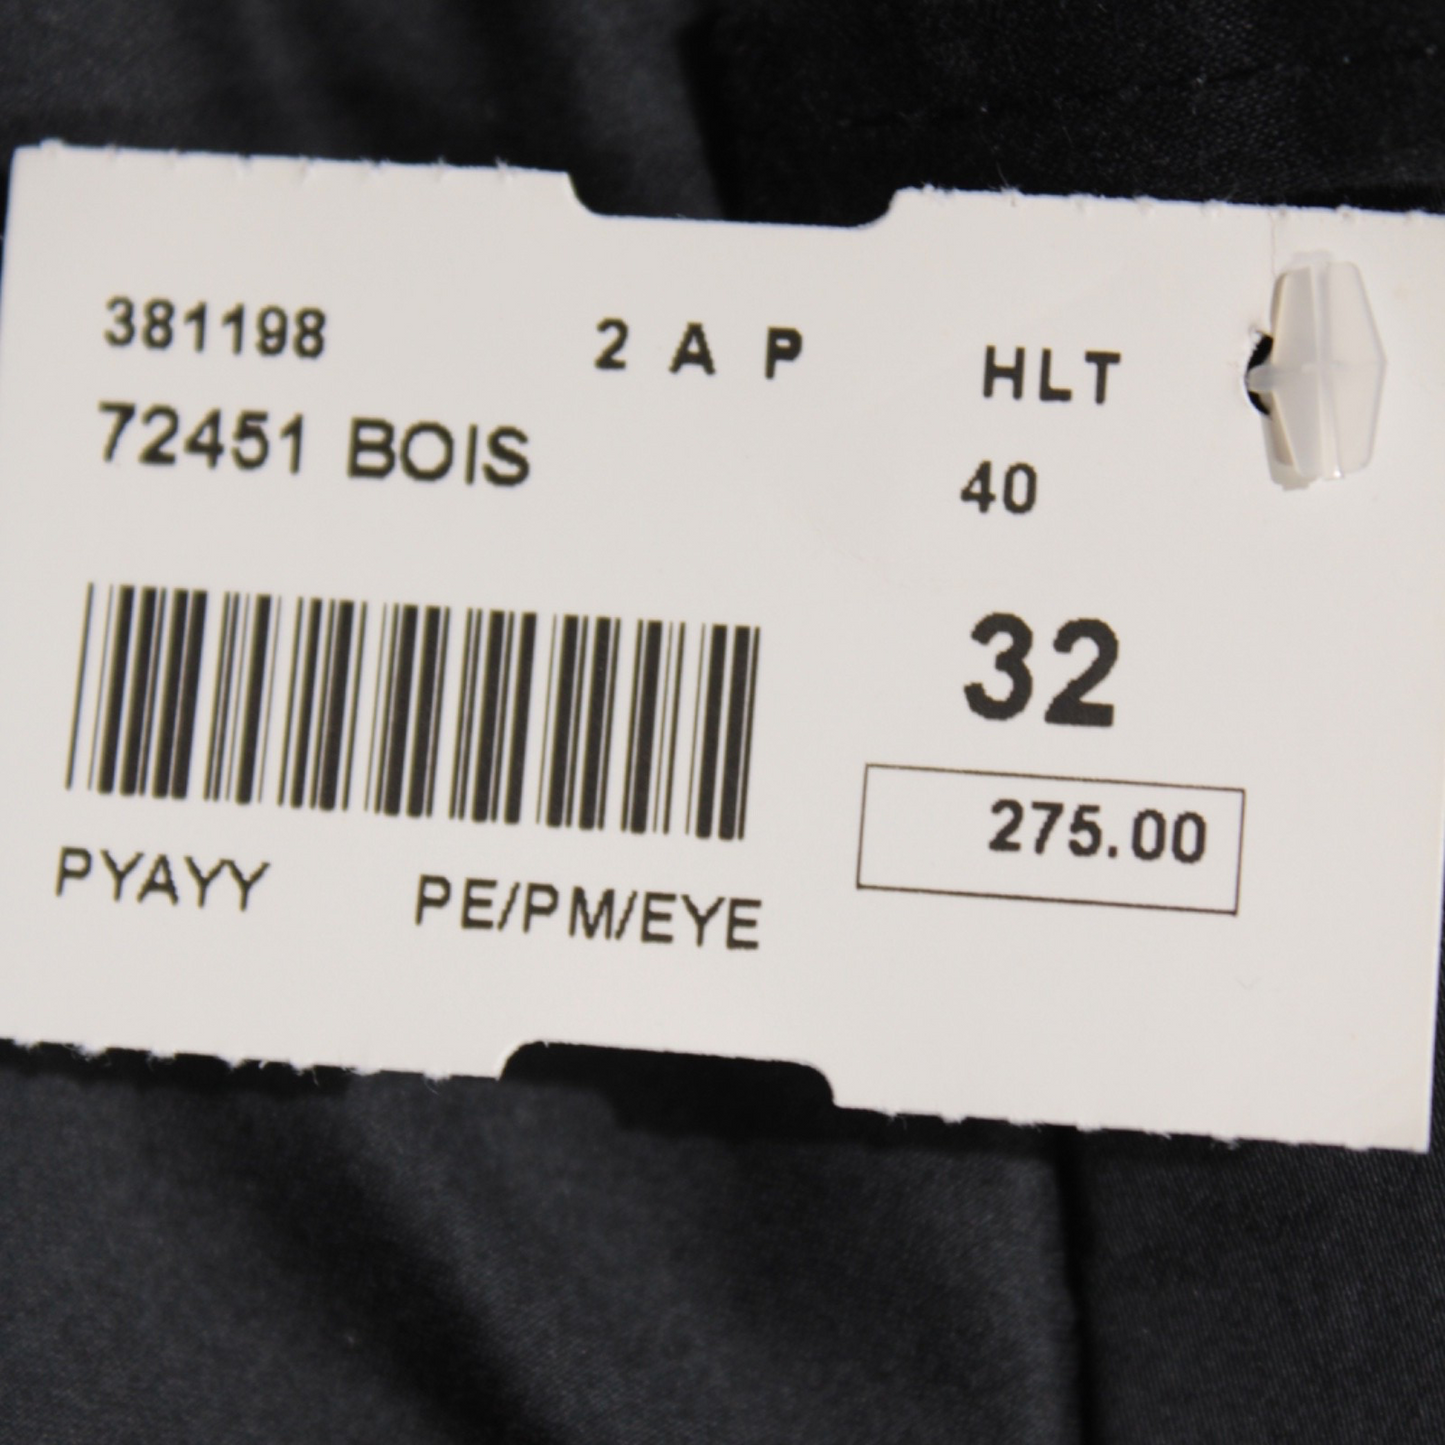 381198 2 A P HLT
72451 BOIS 40
32
275.00
PYAYY PE/PM/EYE